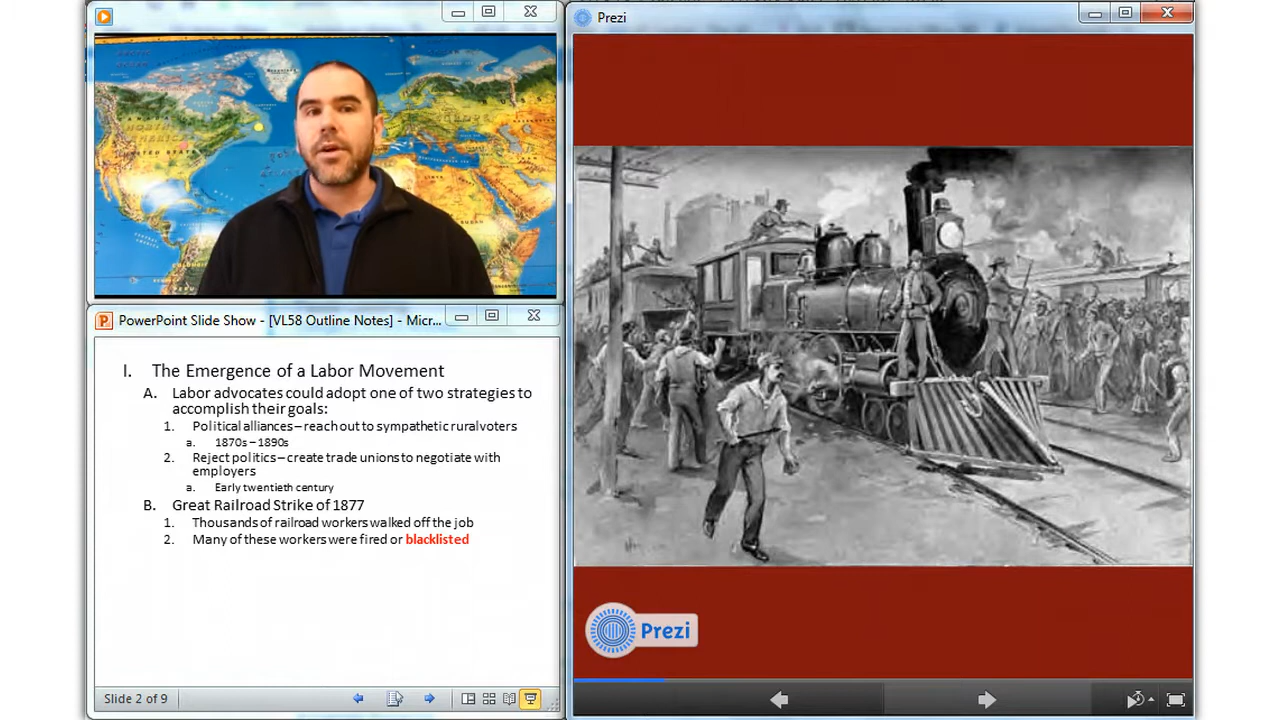 Prezi
PowerPoint Slide Show - [VL58 Outline Notes] - Micr...
I. The Emergence of a Labor Movement
A. Labor advocates could adopt one of two strategies to
accomplish their goals:
1. Political alliances – reach out to sympathetic rural voters
a. 1870s – 1890s
2. Reject politics – create trade unions to negotiate with
employers
a. Early twentieth century
B. Great Railroad Strike of 1877
1. Thousands of railroad workers walked off the job
2. Many of these workers were fired or blacklisted
Slide 2 of 9
Prezi